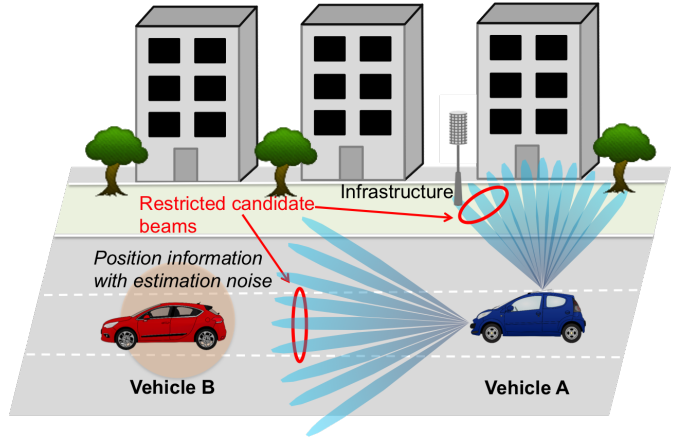 Infrastructure
Restricted candidate
beams
Position information
with estimation noise
Vehicle B
Vehicle A